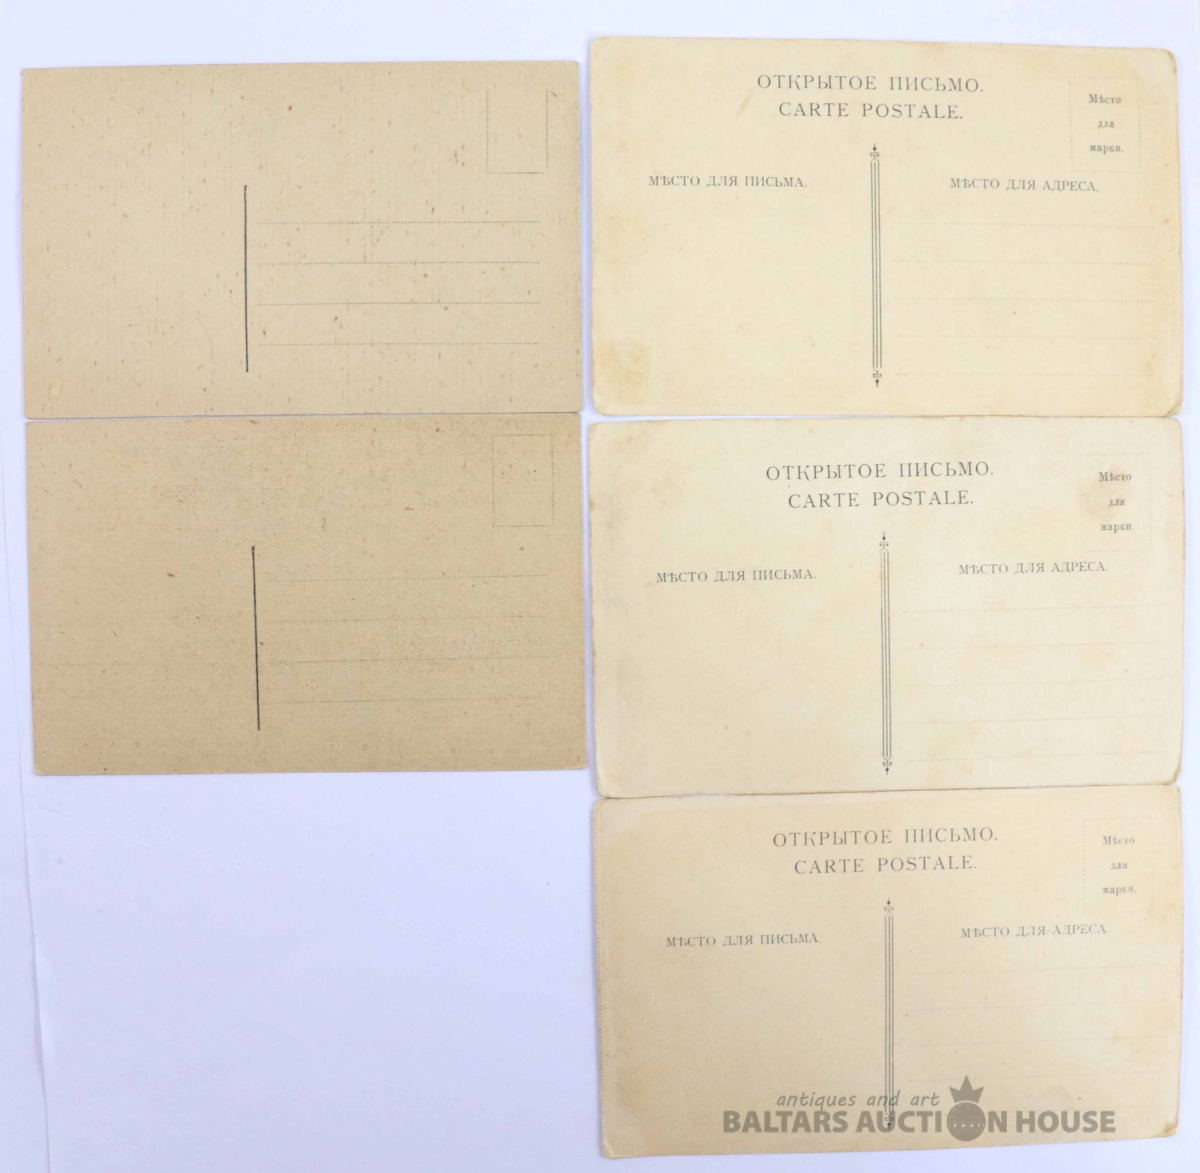 ОТКРЫТОЕ ПИСЬМО.
CARTE POSTALE.
Мѣсто
для
марки.
МѢСТО ДЛЯ ПИСЬМА.
МѢСТО ДЛЯ АДРЕСА.
ОТКРЫТОЕ ПИСЬМО.
CARTE POSTALE.
Мѣсто
для
марки.
МѢСТО ДЛЯ ПИСЬМА.
МѢСТО ДЛЯ АДРЕСА.
ОТКРЫТОЕ ПИСЬМО.
CARTE POSTALE.
Мѣсто
для
марки.
МѢСТО ДЛЯ ПИСЬМА.
МѢСТО ДЛЯ АДРЕСА.
antiques and art
BALTARS AUCTION HOUSE